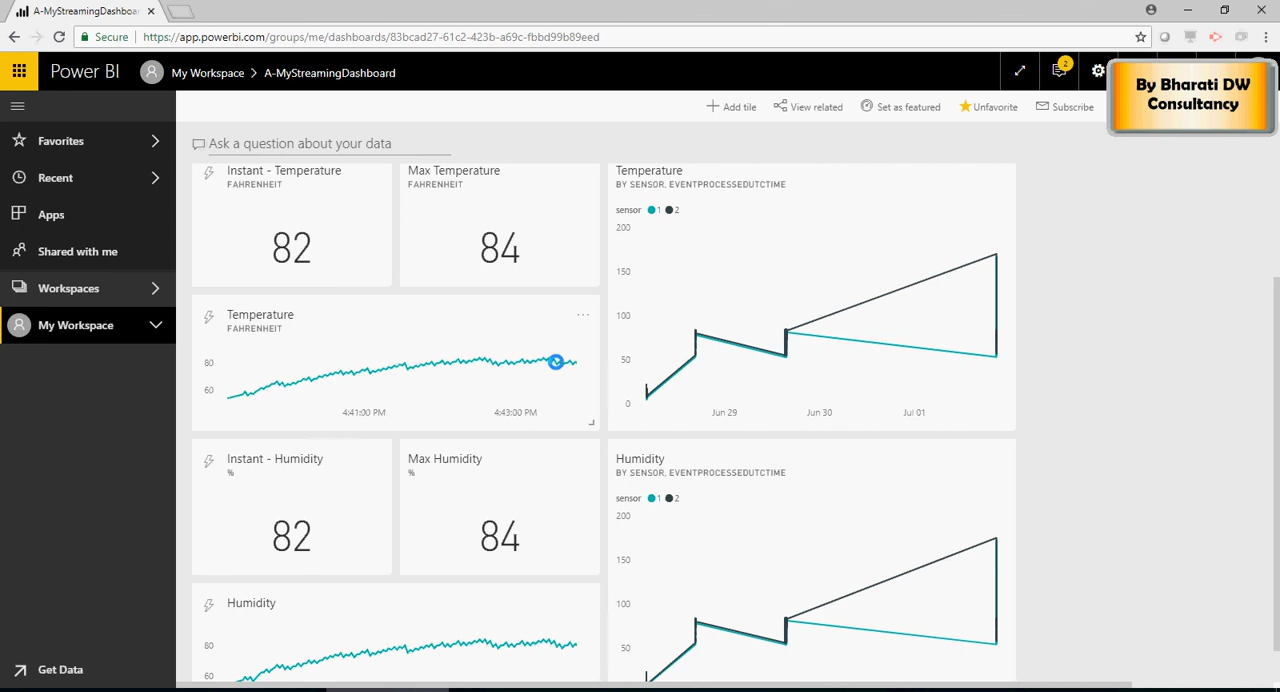 A-MyStreamingDashboa
Secure
https://app.powerbi.com/groups/me/dashboards/83bcad27-61c2-423b-a69c-fbbd99b89eed
Power BI
My Workspace > A-MyStreamingDashboard
2
By Bharati DW
Consultancy
Add tile
View related
Set as featured
Unfavorite
Subscribe
Favorites
Recent
Apps
Shared with me
Workspaces
My Workspace
Get Data
Ask a question about your data
Instant - Temperature
FAHRENHEIT
82
Max Temperature
FAHRENHEIT
84
Temperature
BY SENSOR, EVENTPROCESSEDUTCTIME
sensor 1 2
200
150
100
50
0
Jun 29 Jun 30 Jul 01
Temperature
FAHRENHEIT
...
80
60
4:41:00 PM 4:43:00 PM
Instant - Humidity
%
82
Max Humidity
%
84
Humidity
BY SENSOR, EVENTPROCESSEDUTCTIME
sensor 1 2
200
150
100
50
Humidity
80
60